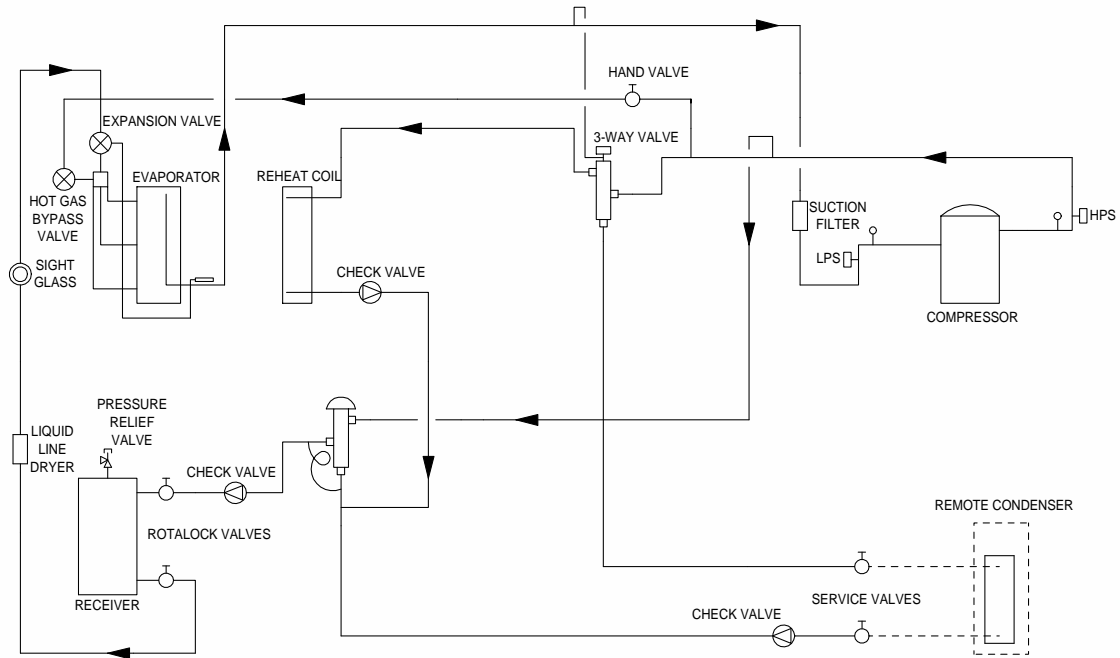 HAND VALVE
EXPANSION VALVE
3-WAY VALVE
EVAPORATOR
REHEAT COIL
HOT GAS
BYPASS
VALVE
SUCTION
FILTER
HPS
LPS
SIGHT
GLASS
CHECK VALVE
COMPRESSOR
PRESSURE
RELIEF
VALVE
LIQUID
LINE
DRYER
CHECK VALVE
ROTALOCK VALVES
REMOTE CONDENSER
RECEIVER
CHECK VALVE
SERVICE VALVES